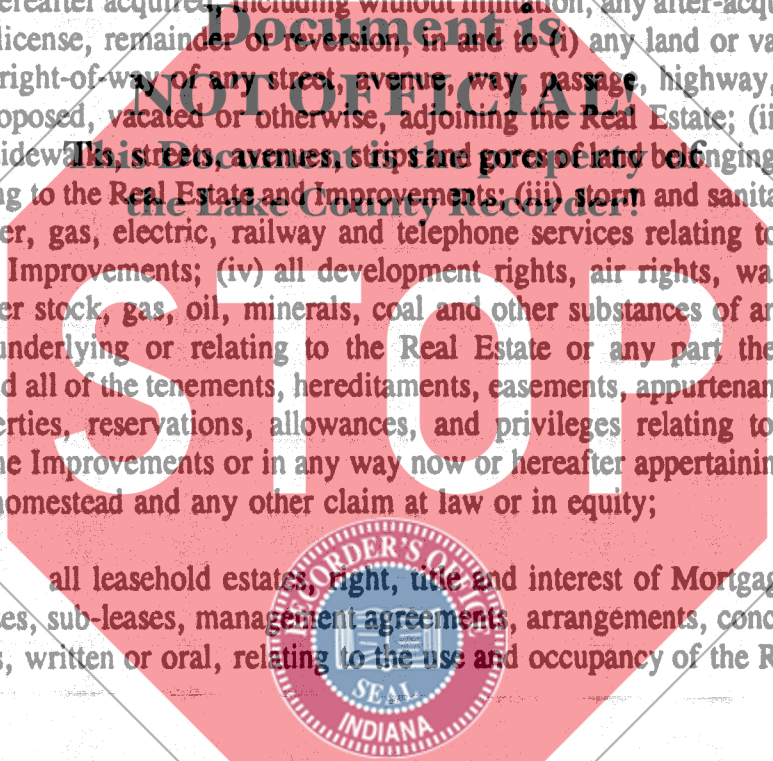 ereafter acquired, including without limitation, any after-acqu
Document is
license, remainder or reversion, in and to (i) any land or va
right-of-way of any street, avenue, way, passage, highway,
NOT OFFICIAL!
oposed, vacated or otherwise, adjoining the Real Estate; (ii
idewalks, streets, avenues, strips and gores of land belonging
This Document is the property of
ng to the Real Estate and Improvements; (iii) storm and sanita
the Lake County Recorder!
er, gas, electric, railway and telephone services relating to
Improvements; (iv) all development rights, air rights, wa
er stock, gas, oil, minerals, coal and other substances of an
underlying or relating to the Real Estate or any part the
d all of the tenements, hereditaments, easements, appurtenan
erties, reservations, allowances, and privileges relating to
ne Improvements or in any way now or hereafter appertainin
homestead and any other claim at law or in equity;
STOP
all leasehold estates, right, title and interest of Mortgag
ses, sub-leases, management agreements, arrangements, conc
s, written or oral, relating to the use and occupancy of the R
RECORDER'S OFFICE
SEAL
INDIANA